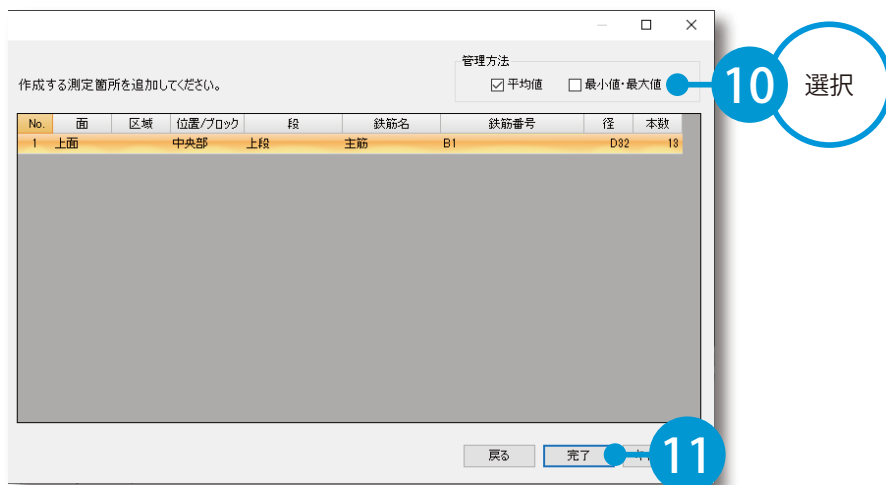 管理方法
作成する測定箇所を追加してください。
平均値 最小値・最大値
10 選択
No. 面 区域 位置/ブロック 段 鉄筋名 鉄筋番号 径 本数
1 上面 中央部 上段 主筋 B1 D32 13
戻る 完了
11